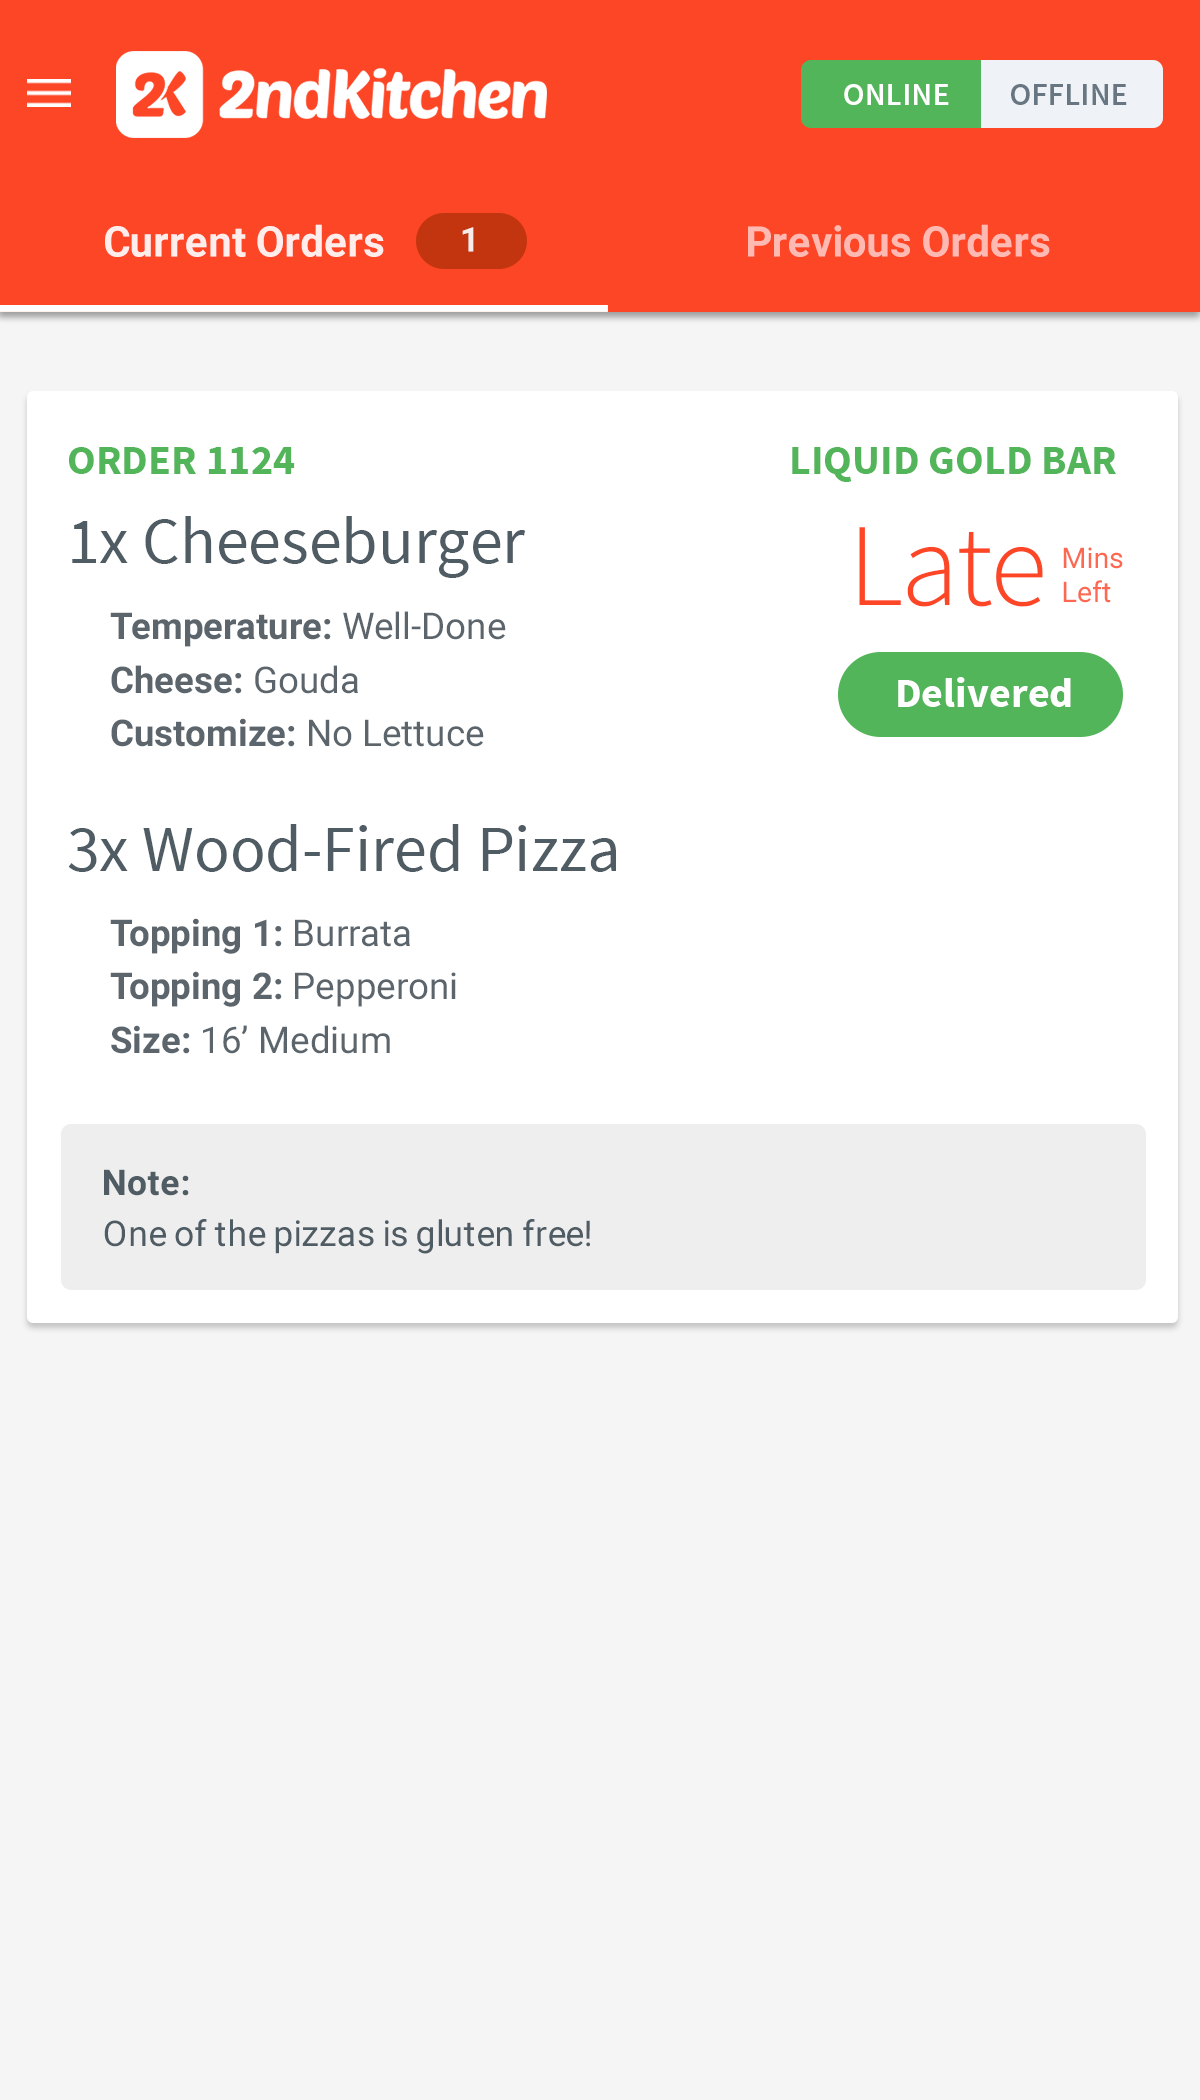 2K 2ndKitchen
ONLINE OFFLINE
Current Orders 1 Previous Orders
ORDER 1124
LIQUID GOLD BAR
1x Cheeseburger
Late Mins Left
Temperature: Well-Done
Cheese: Gouda
Customize: No Lettuce
Delivered
3x Wood-Fired Pizza
Topping 1: Burrata
Topping 2: Pepperoni
Size: 16’ Medium
Note:
One of the pizzas is gluten free!